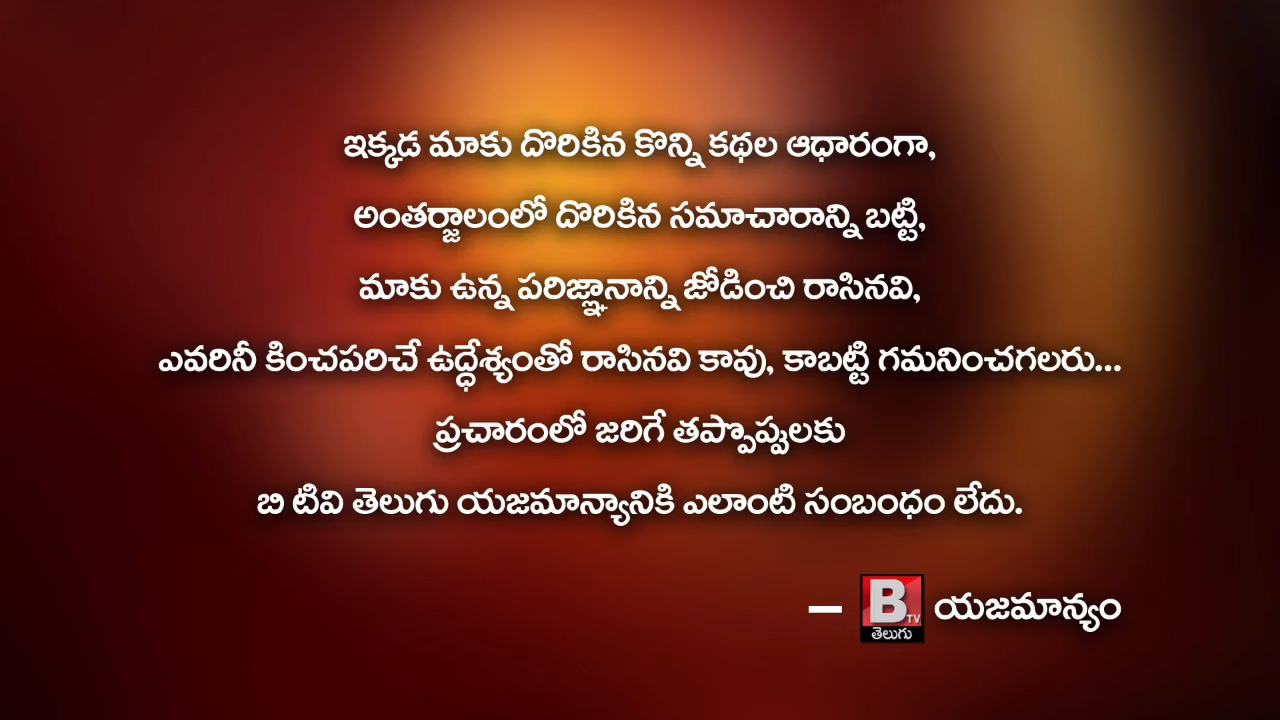 ఇక్కడ మాకు దొరికిన కొన్ని కథల ఆధారంగా,
అంతర్జాలంలో దొరికిన సమాచారాన్ని బట్టి,
మాకు ఉన్న పరిజ్ఞానాన్ని జోడించి రాసినవి,
ఎవరినీ కించపరిచే ఉద్ధేశ్యంతో రాసినవి కావు, కాబట్టి గమనించగలరు...
ప్రచారంలో జరిగే తప్పొప్పులకు
బి టివి తెలుగు యజమాన్యానికి ఎలాంటి సంబంధం లేదు.
– B TV తెలుగు యజమాన్యం